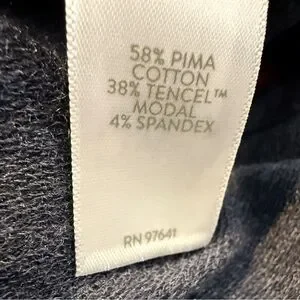 58% PIMA
COTTON
38% TENCEL™
MODAL
4% SPANDEX
RN 97641